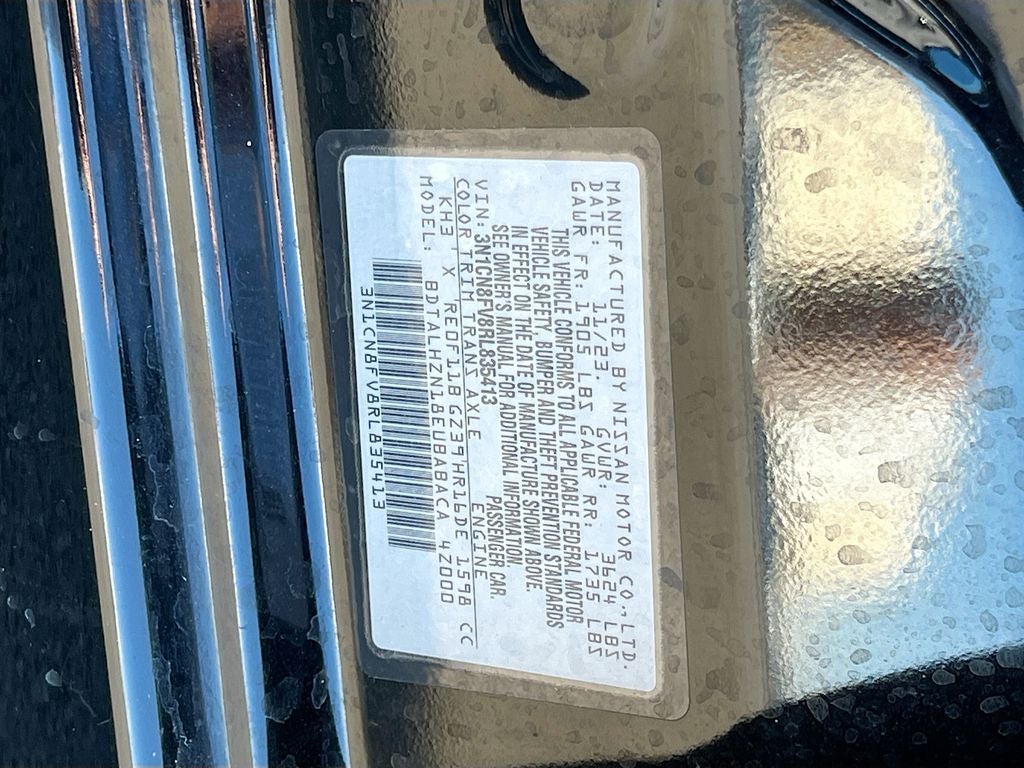 MANUFACTURED BY NISSAN MOTOR CO., LTD.
DATE: 11/23. GVWR: 3624 LBS
GAWR FR: 1905 LBS GAWR RR: 1735 LBS
THIS VEHICLE CONFORMS TO ALL APPLICABLE FEDERAL MOTOR
VEHICLE SAFETY, BUMPER AND THEFT PREVENTION STANDARDS
IN EFFECT ON THE DATE OF MANUFACTURE SHOWN ABOVE.
SEE OWNER'S MANUAL FOR ADDITIONAL INFORMATION.
VIN: 3N1CN8FV8RL835413 PASSENGER CAR.
COLOR TRIM TRANS AXLE ENGINE
KH3 X RE0F11B GZ39 HR16DE 1598 CC
MODEL: BDTALHZN18EUBABACA 4Z000
3N1CN8FV8RL835413